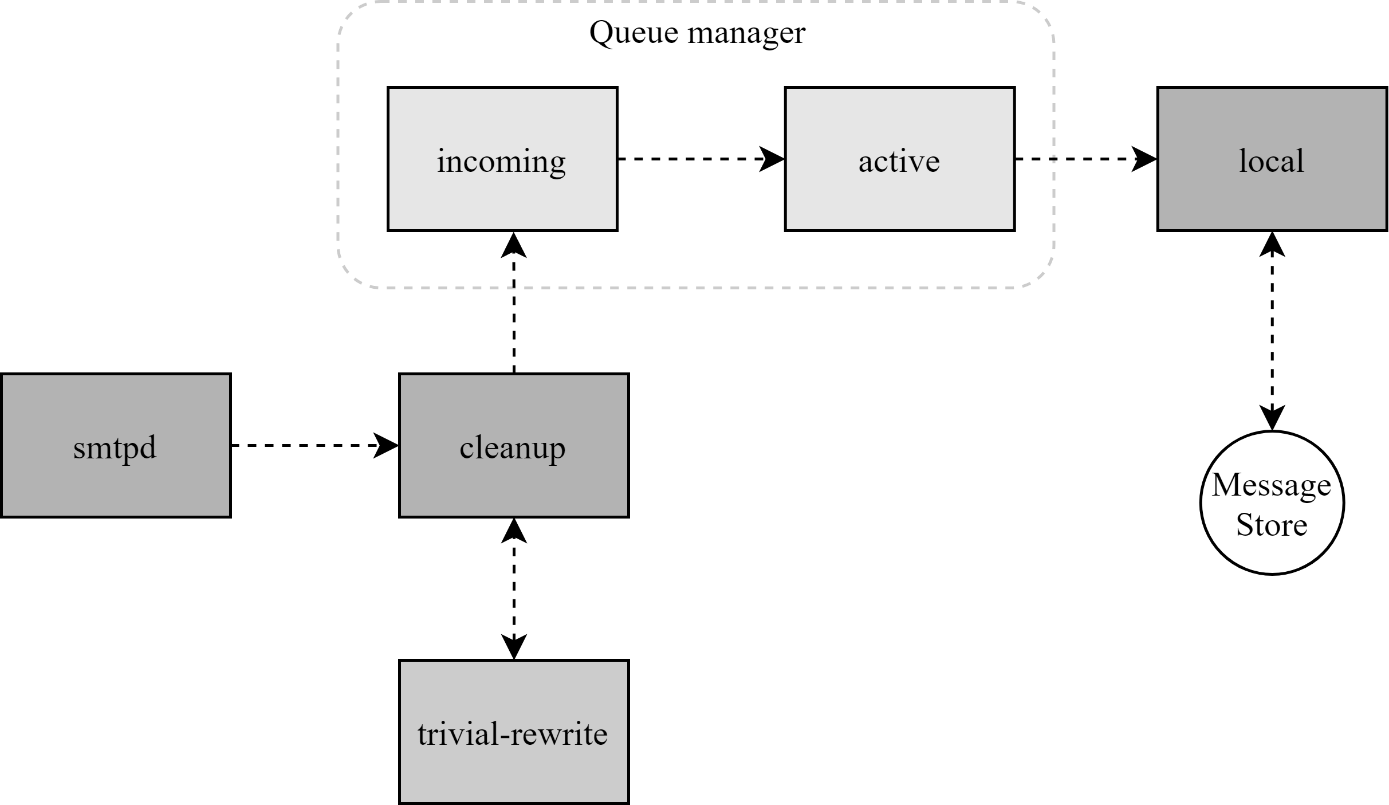 Queue manager
incoming
active
local
smtpd
cleanup
Message
Store
trivial-rewrite